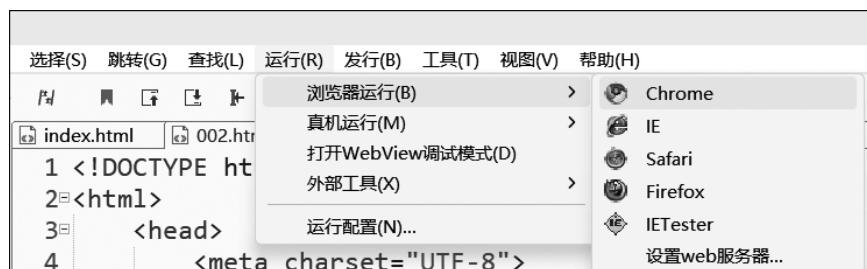 选择(S) 跳转(G) 查找(L) 运行(R) 发行(B) 工具(T) 视图(V) 帮助(H)
浏览器运行(B)
真机运行(M)
打开WebView调试模式(D)
外部工具(X)
运行配置(N)...
Chrome
IE
Safari
Firefox
IETester
设置web服务器...
index.html 002.htm
1 <!DOCTYPE ht
2 <html>
3 <head>
4 <meta charset="UTF-8">